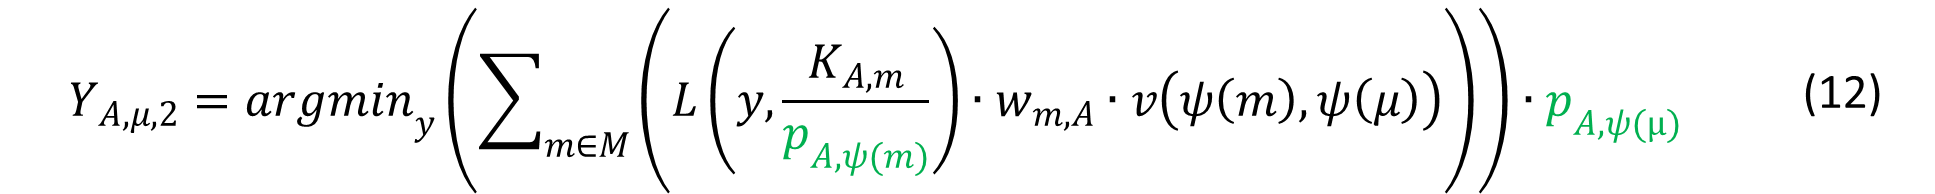 Y_{A,μ,2} = argmin_y (∑_{m∈M} (L (y, K_{A,m} / p_{A,ψ(m)}) · w_{m,A} · v(ψ(m), ψ(μ)))) · p_{A,ψ(μ)} (12)